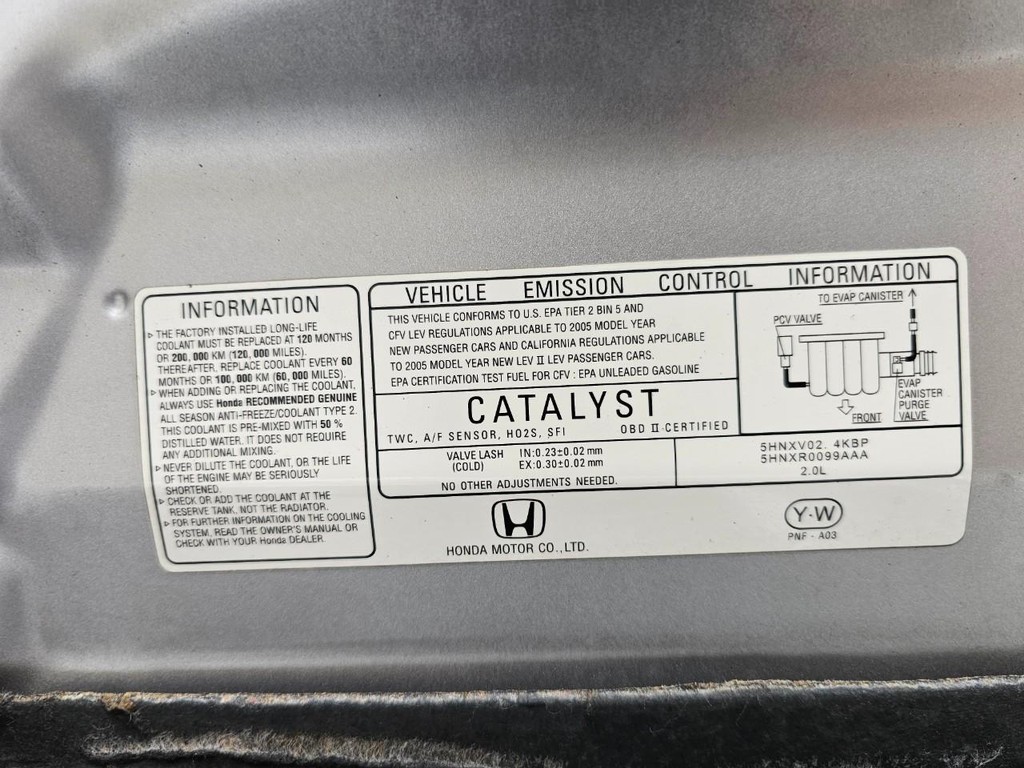 INFORMATION
▹ THE FACTORY INSTALLED LONG-LIFE
COOLANT MUST BE REPLACED AT 120 MONTHS
OR 200,000 KM (120,000 MILES).
THEREAFTER, REPLACE COOLANT EVERY 60
MONTHS OR 100,000 KM (60,000 MILES).
▹ WHEN ADDING OR REPLACING THE COOLANT,
ALWAYS USE Honda RECOMMENDED GENUINE
ALL SEASON ANTI-FREEZE/COOLANT TYPE 2.
THIS COOLANT IS PRE-MIXED WITH 50 %
DISTILLED WATER. IT DOES NOT REQUIRE
ANY ADDITIONAL MIXING.
▹ NEVER DILUTE THE COOLANT, OR THE LIFE
OF THE ENGINE MAY BE SERIOUSLY
SHORTENED.
▹ CHECK OR ADD THE COOLANT AT THE
RESERVE TANK, NOT THE RADIATOR.
▹ FOR FURTHER INFORMATION ON THE COOLING
SYSTEM, READ THE OWNER'S MANUAL OR
CHECK WITH YOUR Honda DEALER.
VEHICLE EMISSION CONTROL INFORMATION
THIS VEHICLE CONFORMS TO U.S. EPA TIER 2 BIN 5 AND
CFV LEV REGULATIONS APPLICABLE TO 2005 MODEL YEAR
NEW PASSENGER CARS AND CALIFORNIA REGULATIONS APPLICABLE
TO 2005 MODEL YEAR NEW LEV II LEV PASSENGER CARS.
EPA CERTIFICATION TEST FUEL FOR CFV : EPA UNLEADED GASOLINE
CATALYST
TWC, A/F SENSOR, HO2S, SFI OBD II CERTIFIED
VALVE LASH IN:0.23±0.02 mm
(COLD) EX:0.30±0.02 mm
NO OTHER ADJUSTMENTS NEEDED.
TO EVAP CANISTER
PCV VALVE
EVAP
CANISTER
PURGE
VALVE
FRONT
5HNXV02. 4KBP
5HNXR0099AAA
2.0L
HONDA MOTOR CO., LTD.
Y-W
PNF - A03